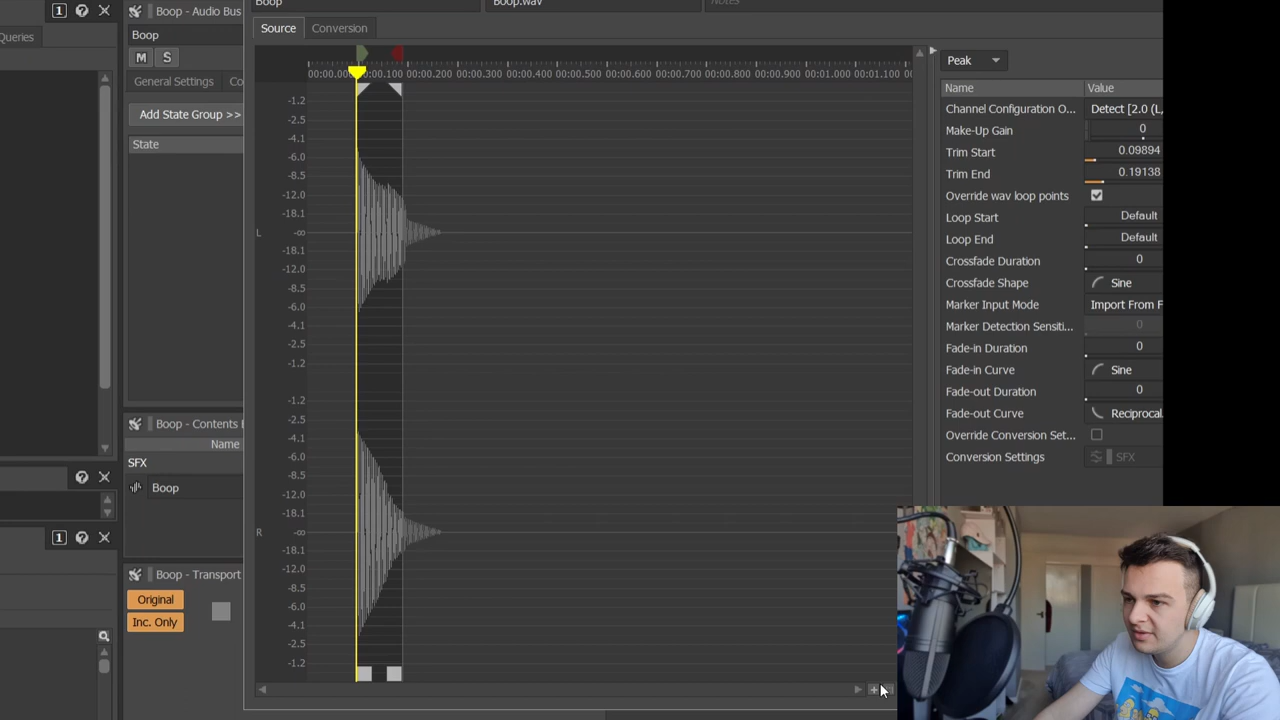 1
Boop - Audio Bus
Boop
Boop.wav
Notes
Queries
Boop
M S
Source Conversion
General Settings Co
Add State Group >>
State
00:00.000 00:00.100 00:00.200 00:00.300 00:00.400 00:00.500 00:00.600 00:00.700 00:00.800 00:00.900 00:01.000 00:01.100
Peak
Name Value
Channel Configuration O... Detect [2.0 (L,
Make-Up Gain 0
Trim Start 0.09894
Trim End 0.19138
Override wav loop points
Loop Start Default
Loop End Default
Crossfade Duration 0
Crossfade Shape Sine
Marker Input Mode Import From F
Marker Detection Sensiti... 0
Fade-in Duration 0
Fade-in Curve Sine
Fade-out Duration 0
Fade-out Curve Reciprocal
Override Conversion Set...
Conversion Settings SFX
-1.2
-2.5
-4.1
-6.0
-8.5
-12.0
-18.1
L -∞
-18.1
-12.0
-8.5
-6.0
-4.1
-2.5
-1.2
-1.2
-2.5
-4.1
-6.0
-8.5
-12.0
-18.1
R -∞
-18.1
-12.0
-8.5
-6.0
-4.1
-2.5
-1.2
Boop - Contents
Name
SFX
Boop
1
Boop - Transport
Original
Inc. Only